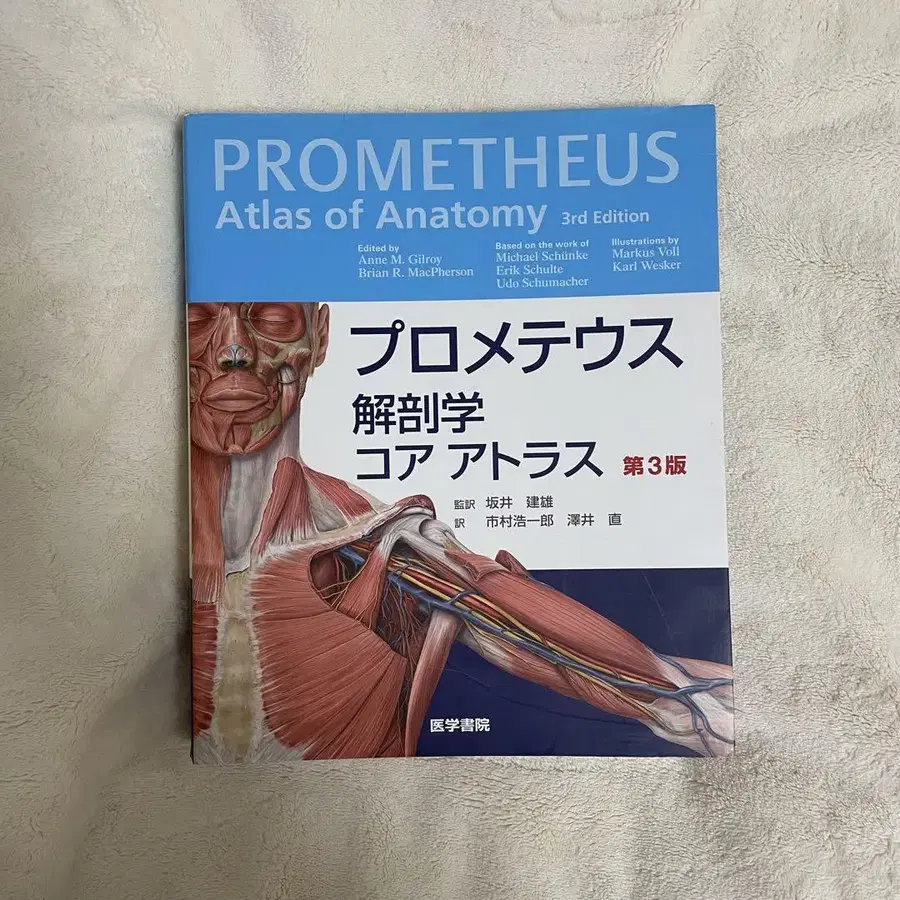 PROMETHEUS
Atlas of Anatomy 3rd Edition
Edited by
Anne M. Gilroy
Brian R. MacPherson
Based on the work of
Michael Schünke
Erik Schulte
Udo Schumacher
Illustrations by
Markus Voll
Karl Wesker
プロメテウス
解剖学
コア アトラス 第3版
監訳 坂井 建雄
訳 市村浩一郎 澤井 直
医学書院